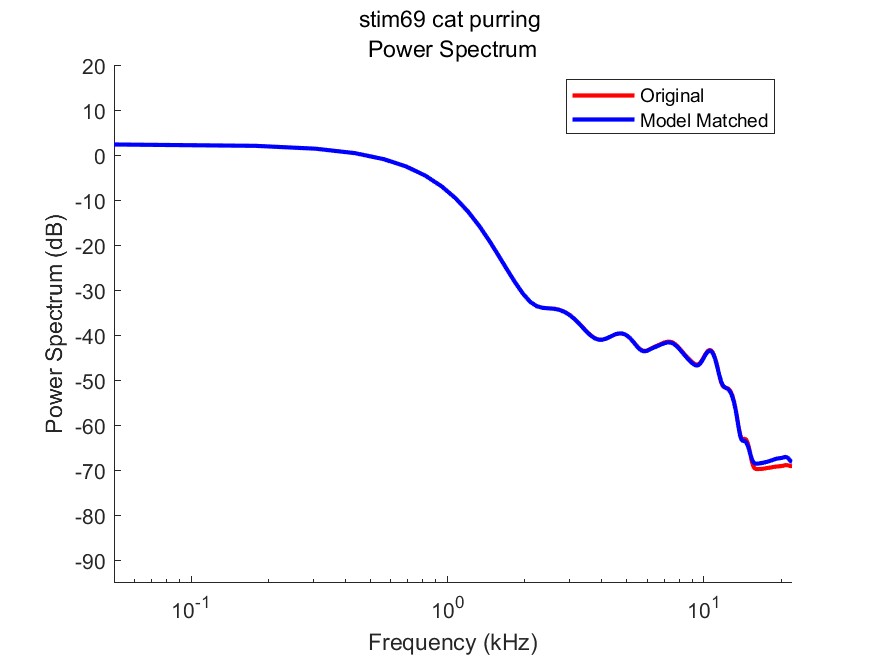 stim69 cat purring
Power Spectrum
Original
Model Matched
20
10
0
-10
-20
-30
-40
-50
-60
-70
-80
-90
Power Spectrum (dB)
10-1
100
101
Frequency (kHz)